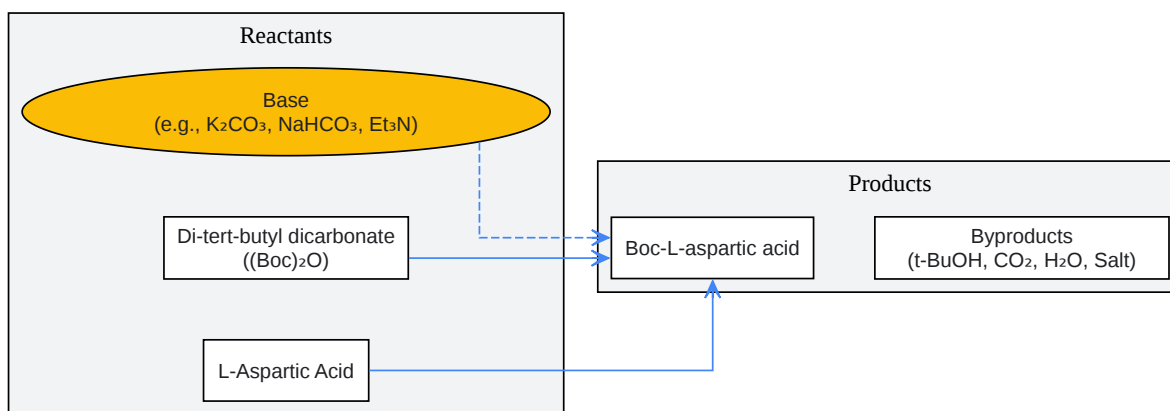 Reactants
Base
(e.g., K₂CO₃, NaHCO₃, Et₃N)
Di-tert-butyl dicarbonate
((Boc)₂O)
L-Aspartic Acid
Products
Boc-L-aspartic acid
Byproducts
(t-BuOH, CO₂, H₂O, Salt)